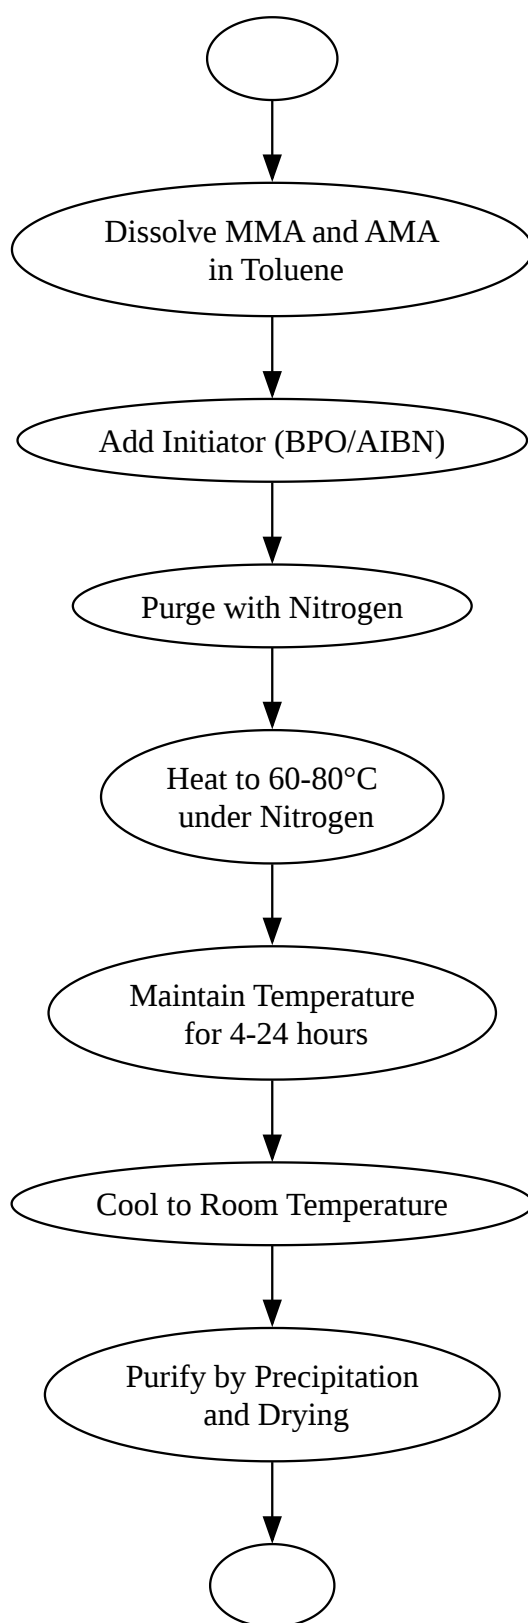 Dissolve MMA and AMA
in Toluene
Add Initiator (BPO/AIBN)
Purge with Nitrogen
Heat to 60-80°C
under Nitrogen
Maintain Temperature
for 4-24 hours
Cool to Room Temperature
Purify by Precipitation
and Drying